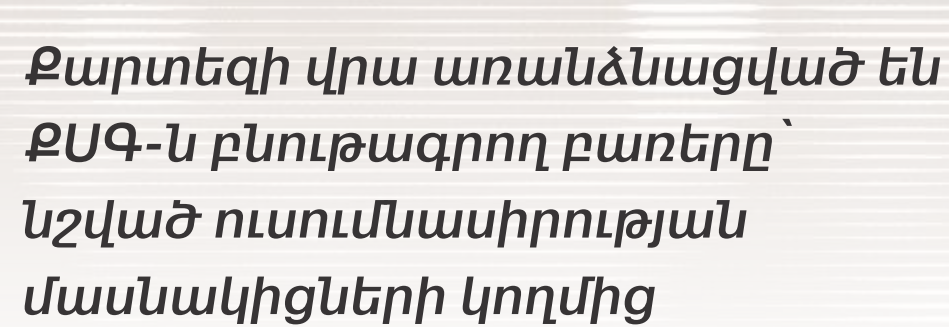 Քարտեզի վրա առանձնացված են
ՔՍԳ-ն բնութագրող բառերը՝
նշված ուսումնասիրության
մասնակիցների կողմից